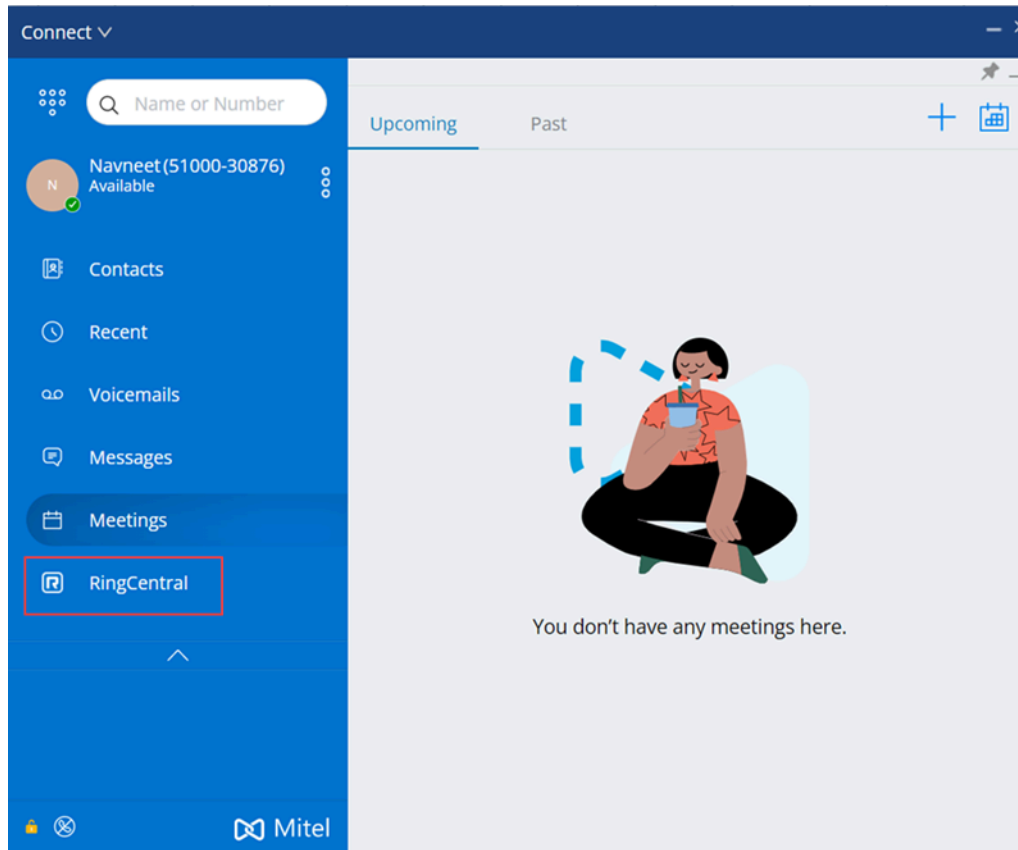 Connect
Name or Number
Navneet (51000-30876)
Available
N
Contacts
Recent
Voicemails
Messages
Meetings
RingCentral
Mitel
Upcoming
Past
You don't have any meetings here.